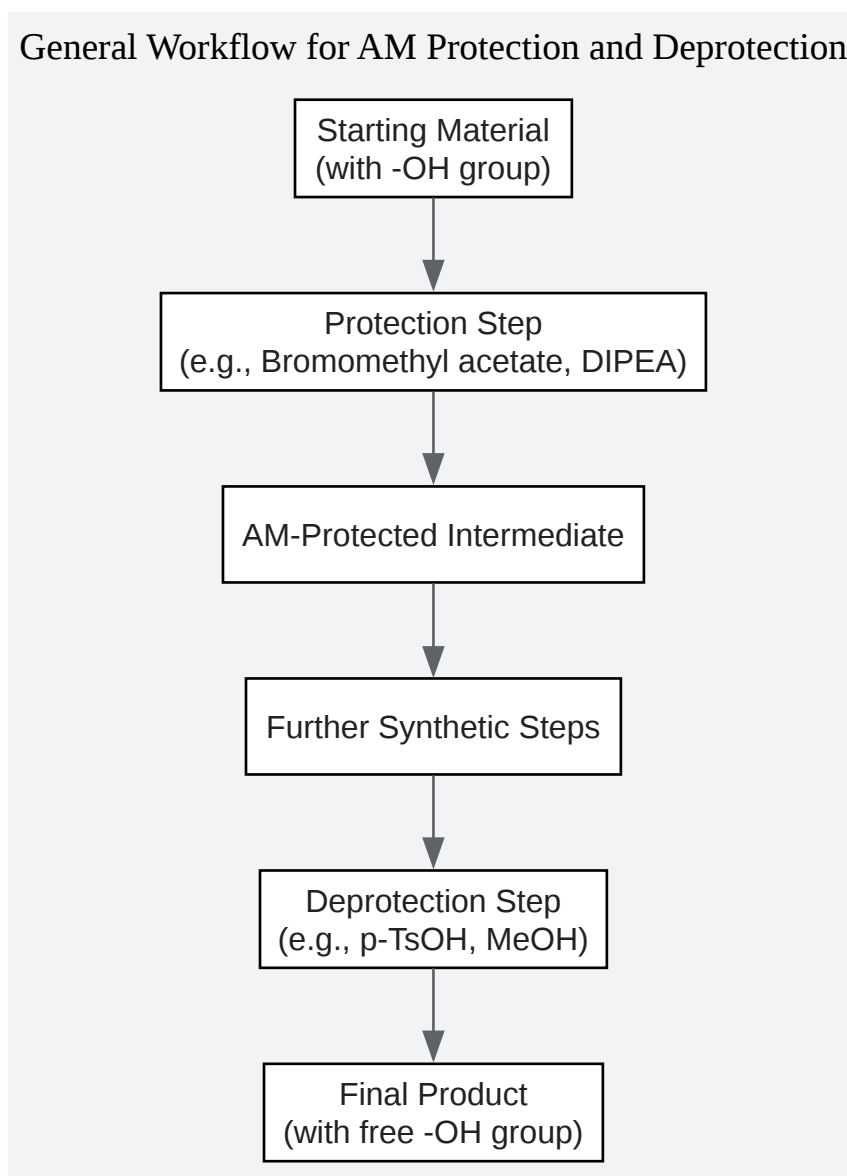 General Workflow for AM Protection and Deprotection
Starting Material
(with -OH group)
Protection Step
(e.g., Bromomethyl acetate, DIPEA)
AM-Protected Intermediate
Further Synthetic Steps
Deprotection Step
(e.g., p-TsOH, MeOH)
Final Product
(with free -OH group)